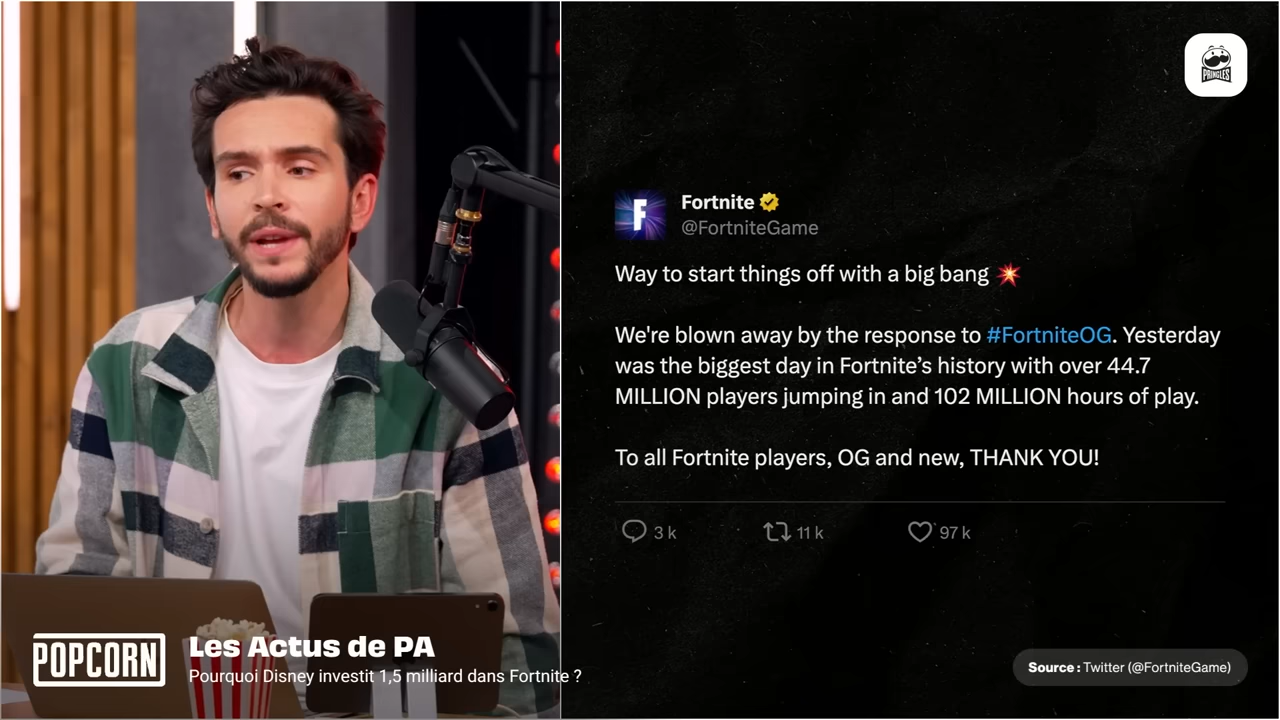 PRINGLES
F
Fortnite
@FortniteGame
Way to start things off with a big bang 💥
We're blown away by the response to #FortniteOG. Yesterday
was the biggest day in Fortnite’s history with over 44.7
MILLION players jumping in and 102 MILLION hours of play.
To all Fortnite players, OG and new, THANK YOU!
3 k
11 k
97 k
POPCORN
Les Actus de PA
Pourquoi Disney investit 1,5 milliard dans Fortnite ?
Source : Twitter (@FortniteGame)